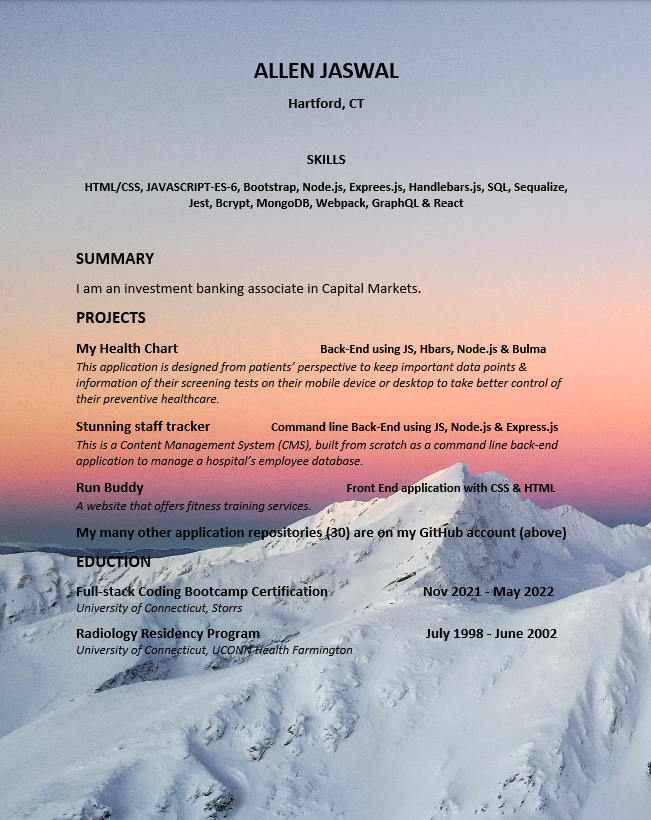 ALLEN JASWAL
Hartford, CT
SKILLS
HTML/CSS, JAVASCRIPT-ES-6, Bootstrap, Node.js, Exprees.js, Handlebars.js, SQL, Sequalize,
Jest, Bcrypt, MongoDB, Webpack, GraphQL & React
SUMMARY
I am an investment banking associate in Capital Markets.
PROJECTS
My Health Chart Back-End using JS, Hbars, Node.js & Bulma
This application is designed from patients’ perspective to keep important data points &
information of their screening tests on their mobile device or desktop to take better control of
their preventive healthcare.
Stunning staff tracker Command line Back-End using JS, Node.js & Express.js
This is a Content Management System (CMS), built from scratch as a command line back-end
application to manage a hospital’s employee database.
Run Buddy Front End application with CSS & HTML
A website that offers fitness training services.
My many other application repositories (30) are on my GitHub account (above)
EDUCTION
Full-stack Coding Bootcamp Certification Nov 2021 - May 2022
University of Connecticut, Storrs
Radiology Residency Program July 1998 - June 2002
University of Connecticut, UCONN Health Farmington